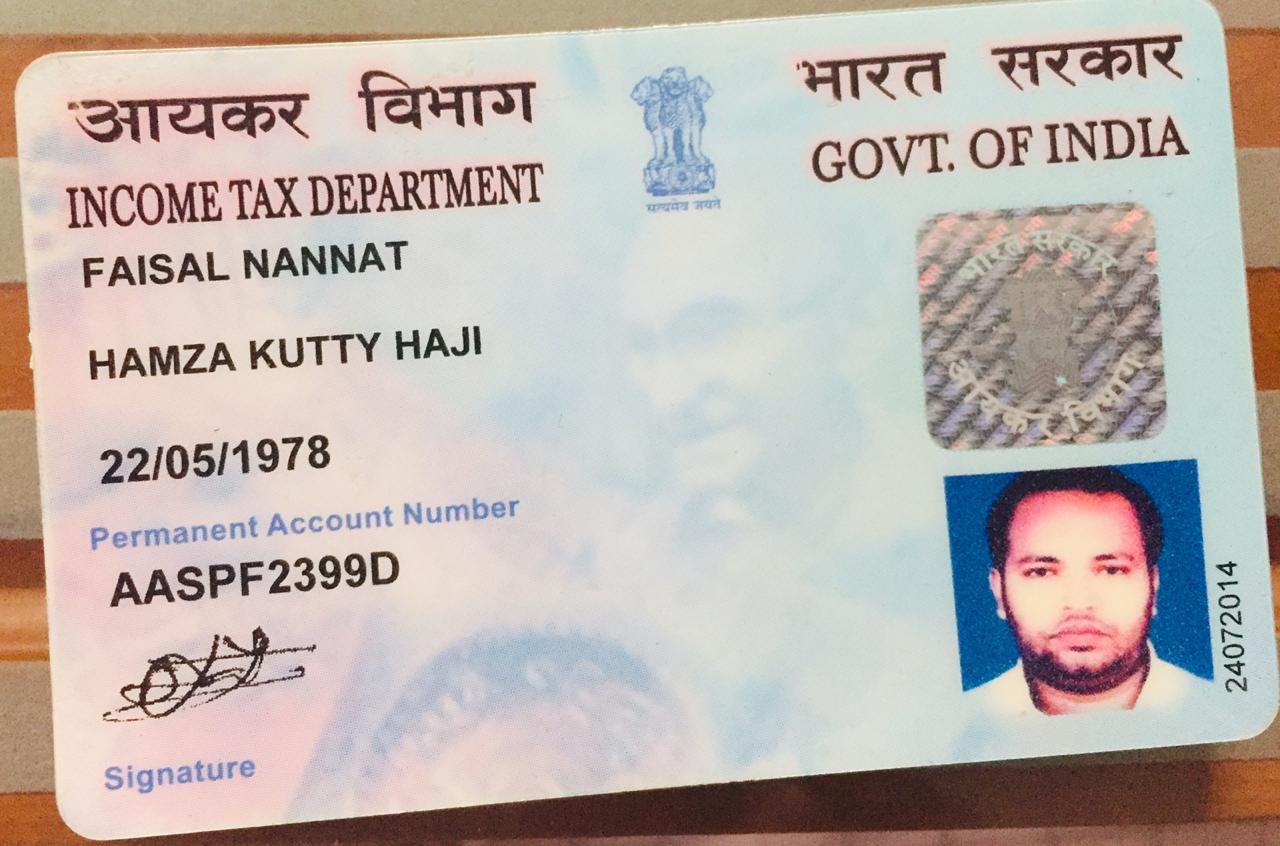 आयकर विभाग
INCOME TAX DEPARTMENT
भारत सरकार
GOVT. OF INDIA
सत्यमेव जयते
FAISAL NANNAT
HAMZA KUTTY HAJI
22/05/1978
Permanent Account Number
AASPF2399D
Signature
भारत सरकार
आयकर विभाग
24072014